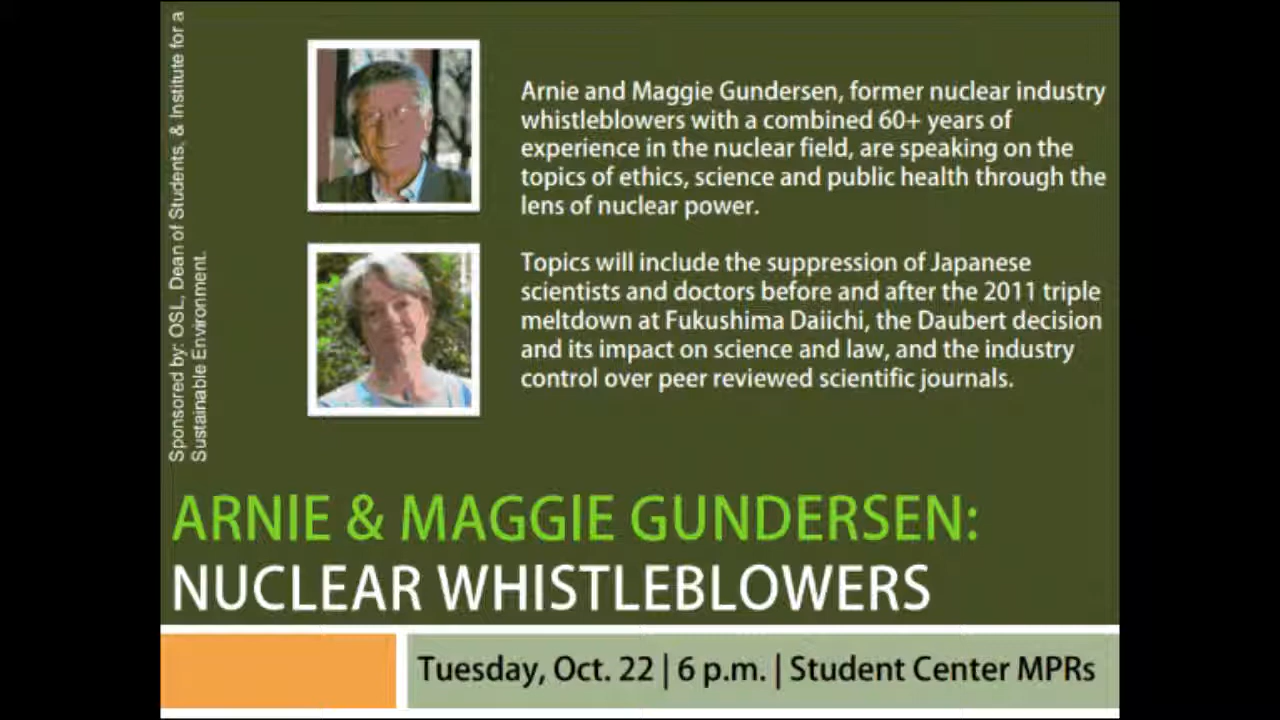 Sponsored by: OSL, Dean of Students, & Institute for a
Sustainable Environment.
Arnie and Maggie Gundersen, former nuclear industry
whistleblowers with a combined 60+ years of
experience in the nuclear field, are speaking on the
topics of ethics, science and public health through the
lens of nuclear power.
Topics will include the suppression of Japanese
scientists and doctors before and after the 2011 triple
meltdown at Fukushima Daiichi, the Daubert decision
and its impact on science and law, and the industry
control over peer reviewed scientific journals.
ARNIE & MAGGIE GUNDERSEN:
NUCLEAR WHISTLEBLOWERS
Tuesday, Oct. 22 | 6 p.m. | Student Center MPRs